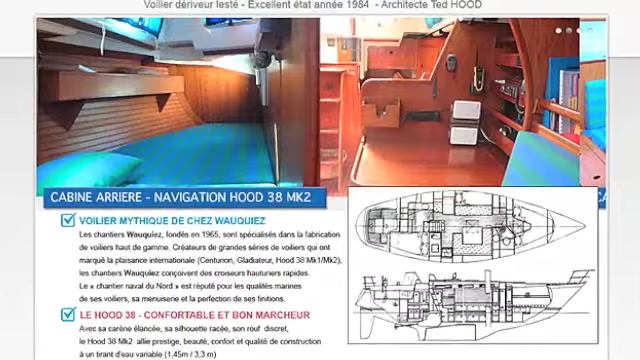 Voilier dériveur lesté - Excellent état année 1984 - Architecte Ted HOOD
CABINE ARRIERE - NAVIGATION HOOD 38 MK2
CA
VOILIER MYTHIQUE DE CHEZ WAUQUIEZ
Les chantiers Wauquiez, fondés en 1965, sont spécialisés dans la fabrication
de voiliers haut de gamme. Créateurs de grandes séries de voiliers qui ont
marqué la plaisance internationale (Centurion, Gladiateur, Hood 38 Mk1/Mk2),
les chantiers Wauquiez conçoivent des croiseurs hauturiers rapides.
Le « chantier naval du Nord » est réputé pour les qualités marines
de ses voiliers, sa menuiserie et la perfection de ses finitions.
LE HOOD 38 - CONFORTABLE ET BON MARCHEUR
Avec sa carène élancée, sa silhouette racée, son rouf discret,
le Hood 38 Mk2 allie prestige, beauté, confort et qualité de construction
à un tirant d'eau variable (1,45m / 3,3 m)